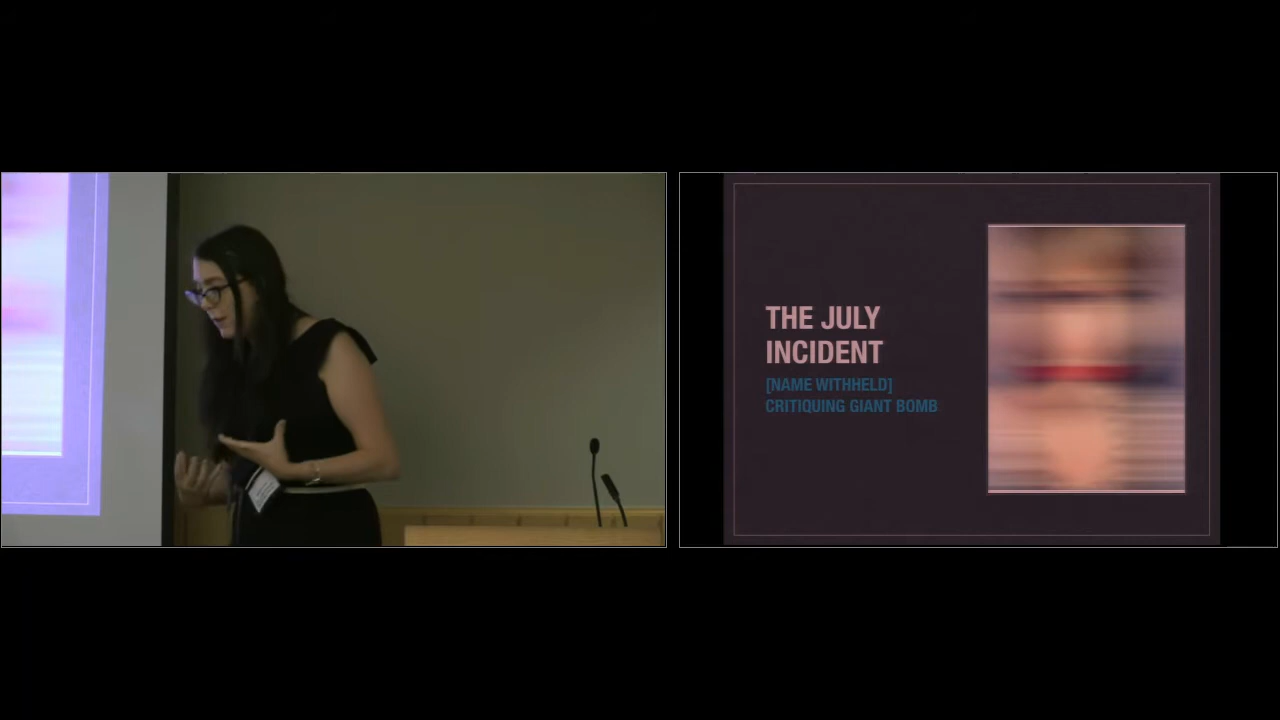 THE JULY
INCIDENT
[NAME WITHHELD]
CRITIQUING GIANT BOMB